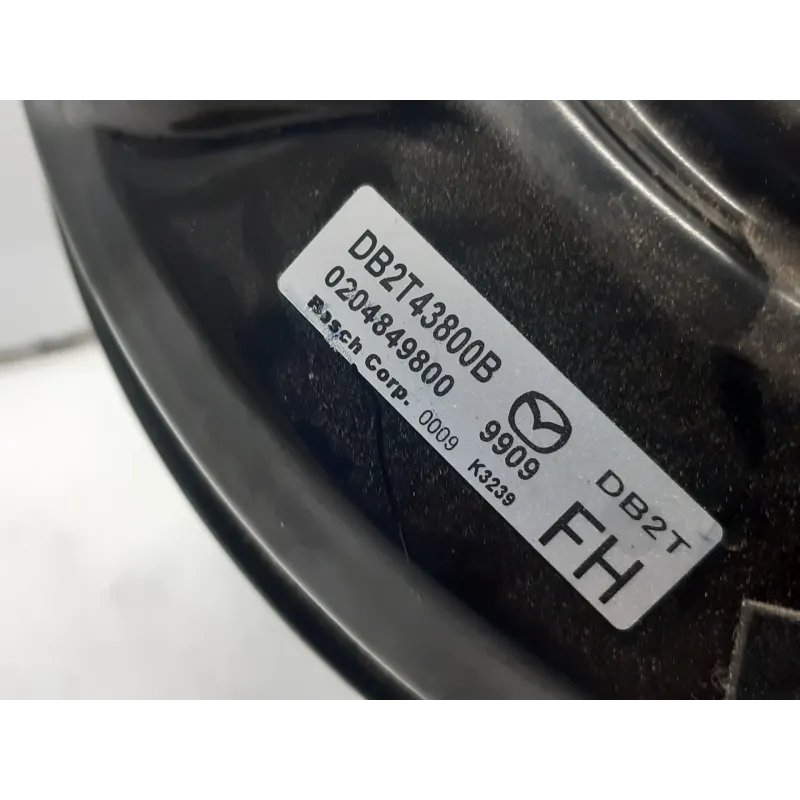 DB2T43800B
0204849800 9909
Bosch Corp. 0009 K3239
DB2T
FH